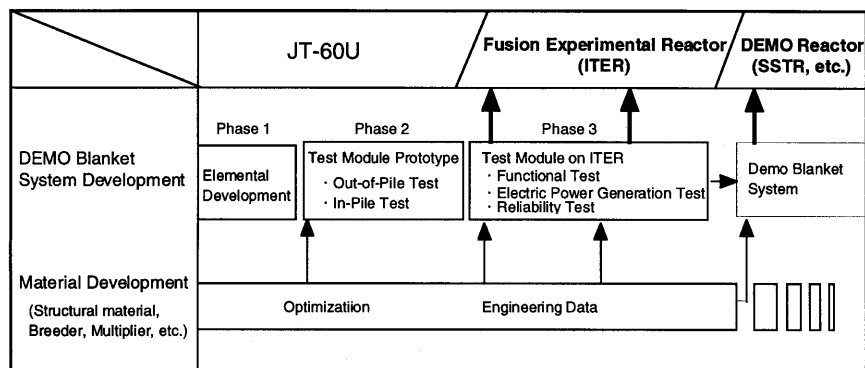 JT-60U
Fusion Experimental Reactor
(ITER)
DEMO Reactor
(SSTR, etc.)
DEMO Blanket
System Development
Phase 1
Elemental
Development
Phase 2
Test Module Prototype
· Out-of-Pile Test
· In-Pile Test
Phase 3
Test Module on ITER
· Functional Test
· Electric Power Generation Test
· Reliability Test
Demo Blanket
System
Material Development
(Structural material,
Breeder, Multiplier, etc.)
Optimizatiion
Engineering Data